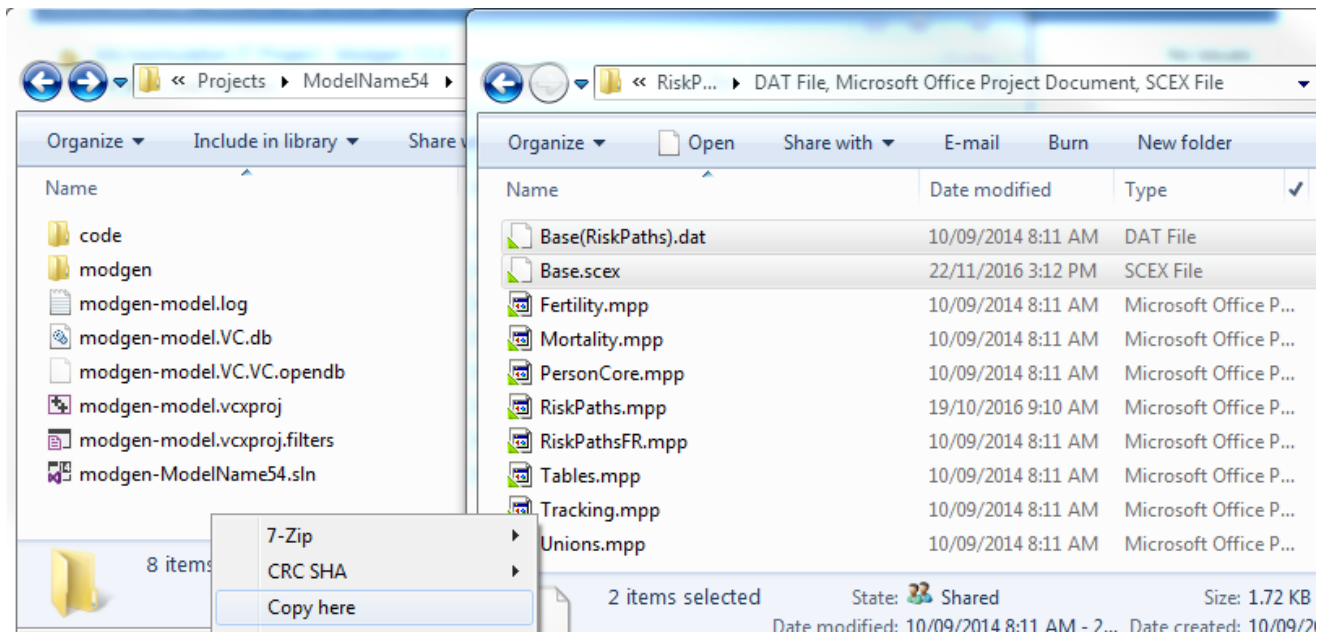 « Projects ▸ ModelName54 ▸
Organize ▾ Include in library ▾ Share
Name
code
modgen
modgen-model.log
modgen-model.VC.db
modgen-model.VC.VC.opendb
modgen-model.vcxproj
modgen-model.vcxproj.filters
modgen-ModelName54.sln
8 items
7-Zip
CRC SHA
Copy here
« RiskP... ▸ DAT File, Microsoft Office Project Document, SCEX File
Organize ▾ Open Share with ▾ E-mail Burn New folder
Name Date modified Type
Base(RiskPaths).dat 10/09/2014 8:11 AM DAT File
Base.scex 22/11/2016 3:12 PM SCEX File
Fertility.mpp 10/09/2014 8:11 AM Microsoft Office P...
Mortality.mpp 10/09/2014 8:11 AM Microsoft Office P...
PersonCore.mpp 10/09/2014 8:11 AM Microsoft Office P...
RiskPaths.mpp 19/10/2016 9:10 AM Microsoft Office P...
RiskPathsFR.mpp 10/09/2014 8:11 AM Microsoft Office P...
Tables.mpp 10/09/2014 8:11 AM Microsoft Office P...
Tracking.mpp 10/09/2014 8:11 AM Microsoft Office P...
Unions.mpp 10/09/2014 8:11 AM Microsoft Office P...
2 items selected State: Shared Size: 1.72 KB
Date modified: 10/09/2014 8:11 AM - 2... Date created: 10/09/2